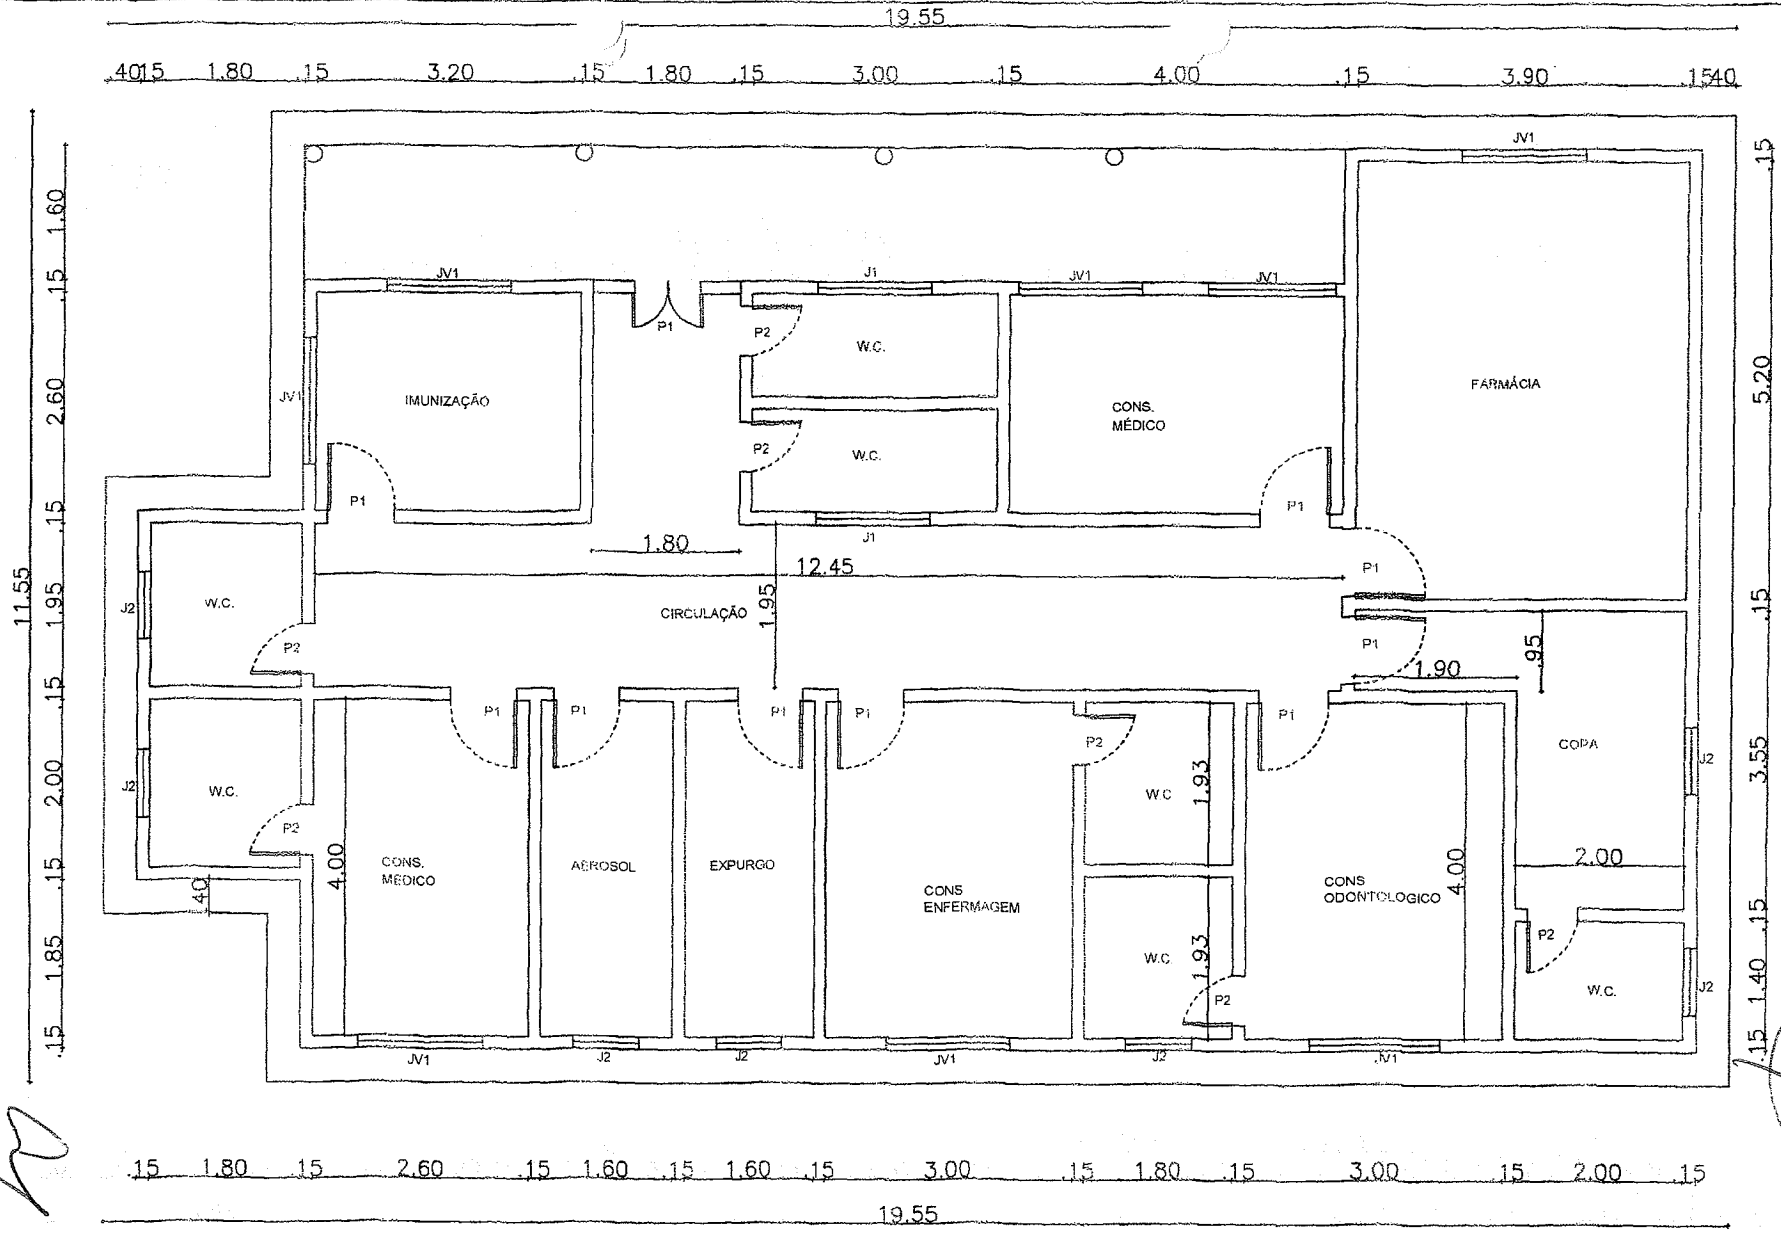 19.55
.40 .15 1.80 .15 3.20 .15 1.80 .15 3.00 .15 4.00 .15 3.90 .15 .40
JV1
.15
1.60
.15
JV1
J1
JV1
JV1
P1
P2
W.C.
2.60
JV1
IMUNIZAÇÃO
CONS.
MÉDICO
FARMÁCIA
5.20
P2
W.C.
P1
P1
.15
J1
1.80
12.45
P1
11.55
1.95
J2
W.C.
CIRCULAÇÃO
1.95
.15
P2
P1
.95
1.90
.15
P1
P1
P1
P1
P1
P2
COPA
J2
3.55
2.00
J2
W.C.
W.C
1.93
P2
4.00
CONS.
MÉDICO
AEROSOL
EXPURGO
CONS
ENFERMAGEM
CONS
ODONTOLOGICO
4.00
2.00
.15
.40
.15
P2
1.85
W.C
1.93
P2
W.C.
J2
1.40
.15
JV1
J2
J2
JV1
J2
JV1
.15
.15 1.80 .15 2.60 .15 1.60 .15 1.60 .15 3.00 .15 1.80 .15 3.00 .15 2.00 .15
19.55